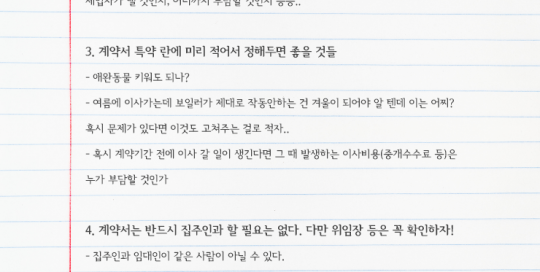 세입자가 낼 것인지, 어디까지 부담할 것인지 등등..
3. 계약서 특약 란에 미리 적어서 정해두면 좋을 것들
- 애완동물 키워도 되나?
- 여름에 이사가는데 보일러가 제대로 작동안하는 건 겨울이 되어야 알 텐데 이는 어찌?
혹시 문제가 있다면 이것도 고쳐주는 걸로 적자..
- 혹시 계약기간 전에 이사 갈 일이 생긴다면 그 때 발생하는 이사비용(중개수수료 등)은
누가 부담할 것인가
4. 계약서는 반드시 집주인과 할 필요는 없다. 다만 위임장 등은 꼭 확인하자!
- 집주인과 임대인이 같은 사람이 아닐 수 있다.